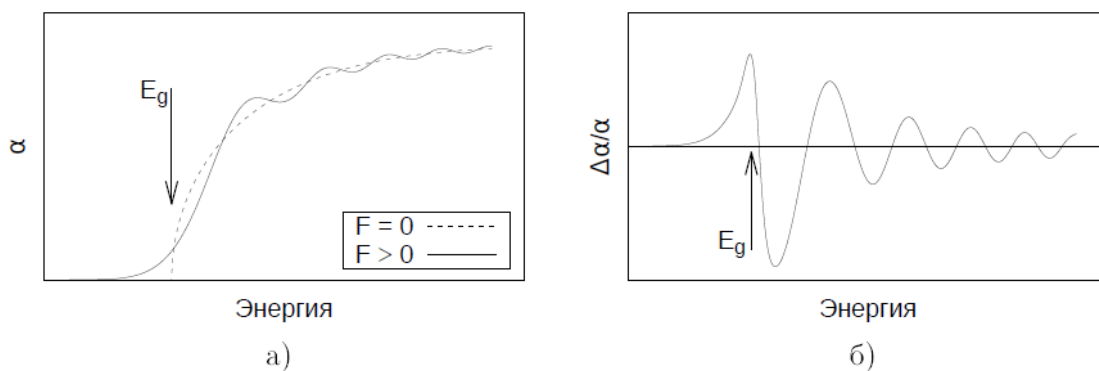 E_g
α
F = 0
F > 0
Энергия
а)
Δα/α
E_g
Энергия
б)